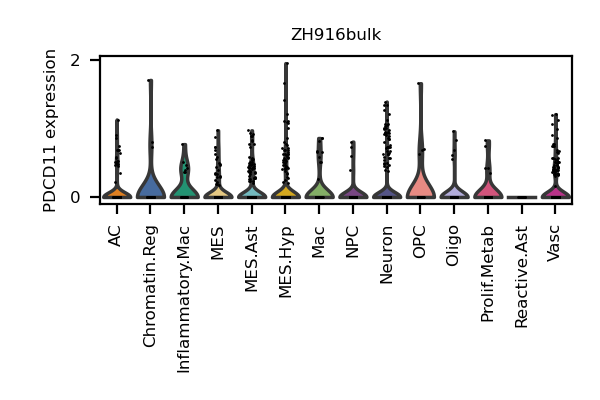 ZH916bulk
PDCD11 expression
2
0
AC
Chromatin.Reg
Inflammatory.Mac
MES
MES.Ast
MES.Hyp
Mac
NPC
Neuron
OPC
Oligo
Prolif.Metab
Reactive.Ast
Vasc